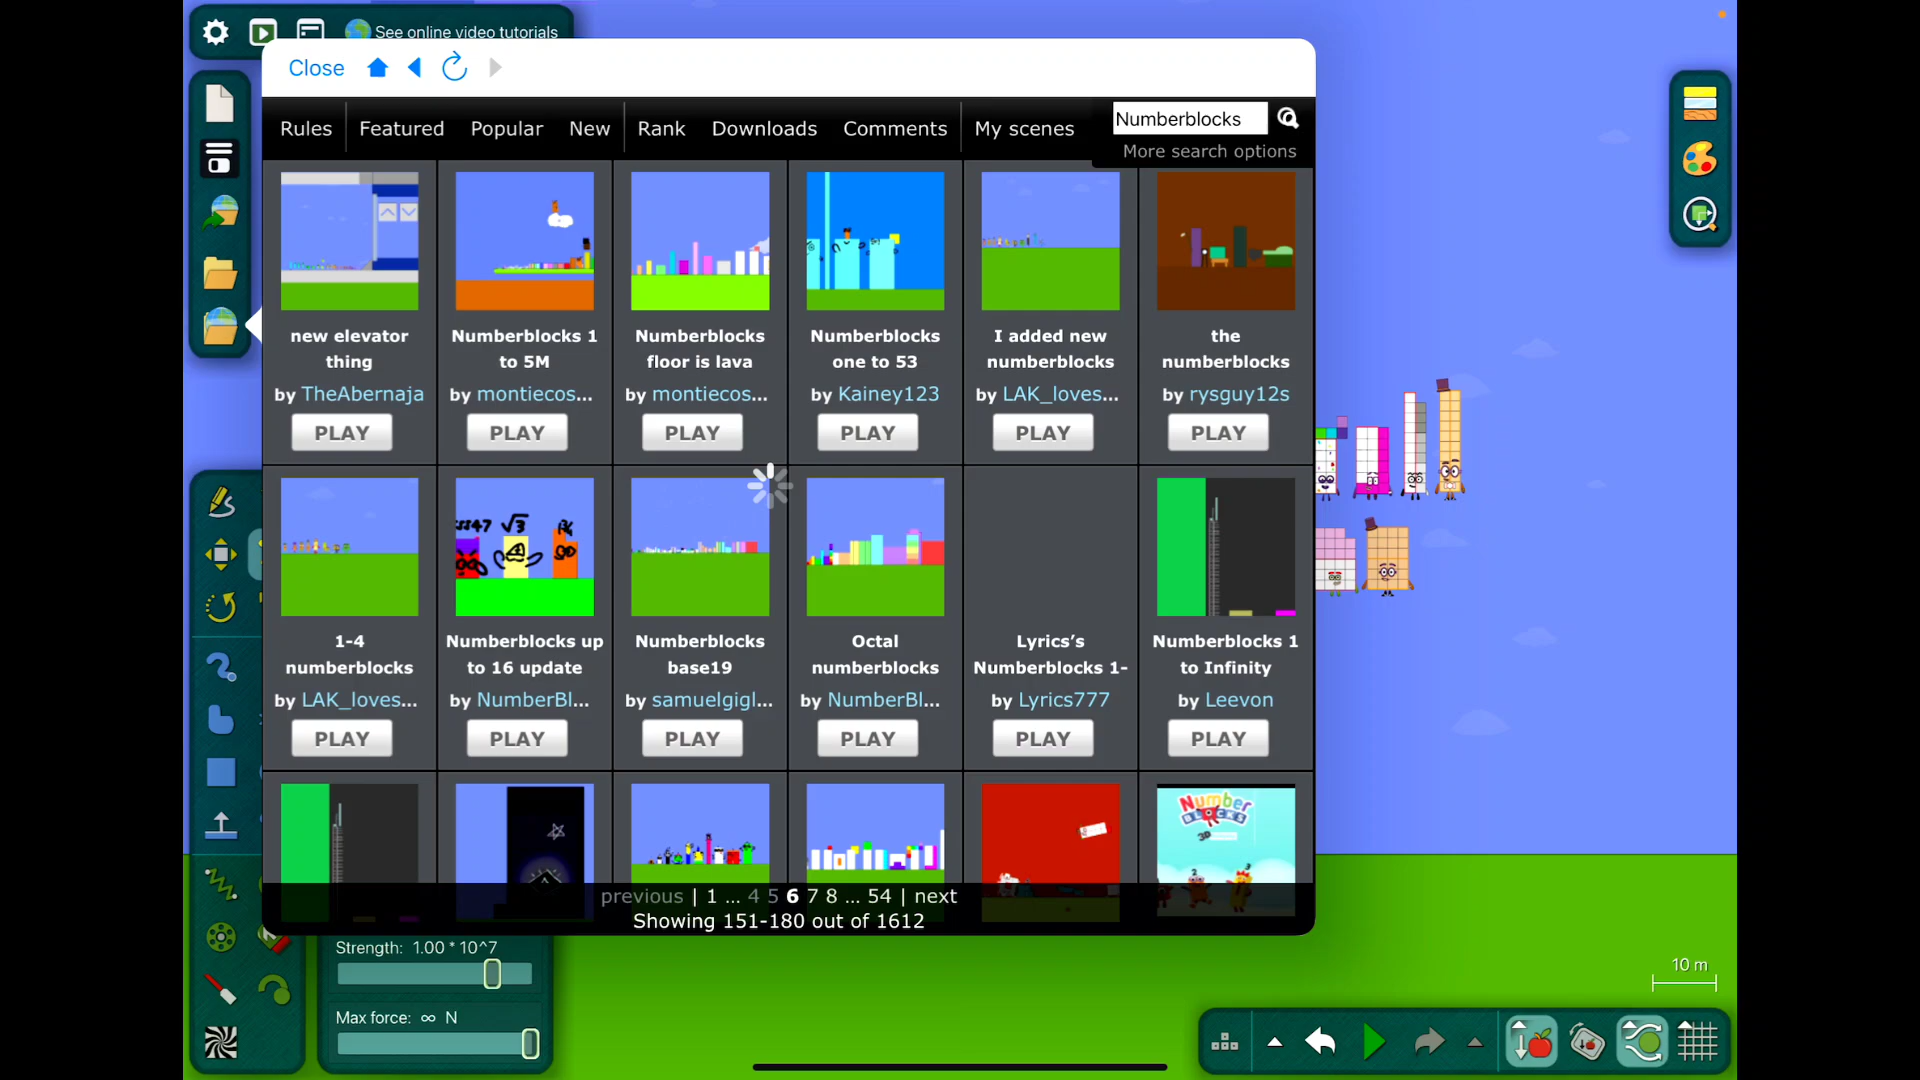 See online video tutorials
Close
Rules Featured Popular New Rank Downloads Comments My scenes
Numberblocks
More search options
new elevator thing
by TheAbernaja
PLAY
Numberblocks 1 to 5M
by montiecos...
PLAY
Numberblocks floor is lava
by montiecos...
PLAY
Numberblocks one to 53
by Kainey123
PLAY
I added new numberblocks
by LAK_loves...
PLAY
the numberblocks
by rysguy12s
PLAY
1-4 numberblocks
by LAK_loves...
PLAY
√3
Numberblocks up to 16 update
by NumberBl...
PLAY
Numberblocks base19
by samuelgigl...
PLAY
Octal numberblocks
by NumberBl...
PLAY
Lyrics’s Numberblocks 1-
by Lyrics777
PLAY
Numberblocks 1 to Infinity
by Leevon
PLAY
Number
BLOCKS
previous | 1 ... 4 5 6 7 8 ... 54 | next
Showing 151-180 out of 1612
Strength: 1.00 * 10^7
Max force: ∞ N
10 m